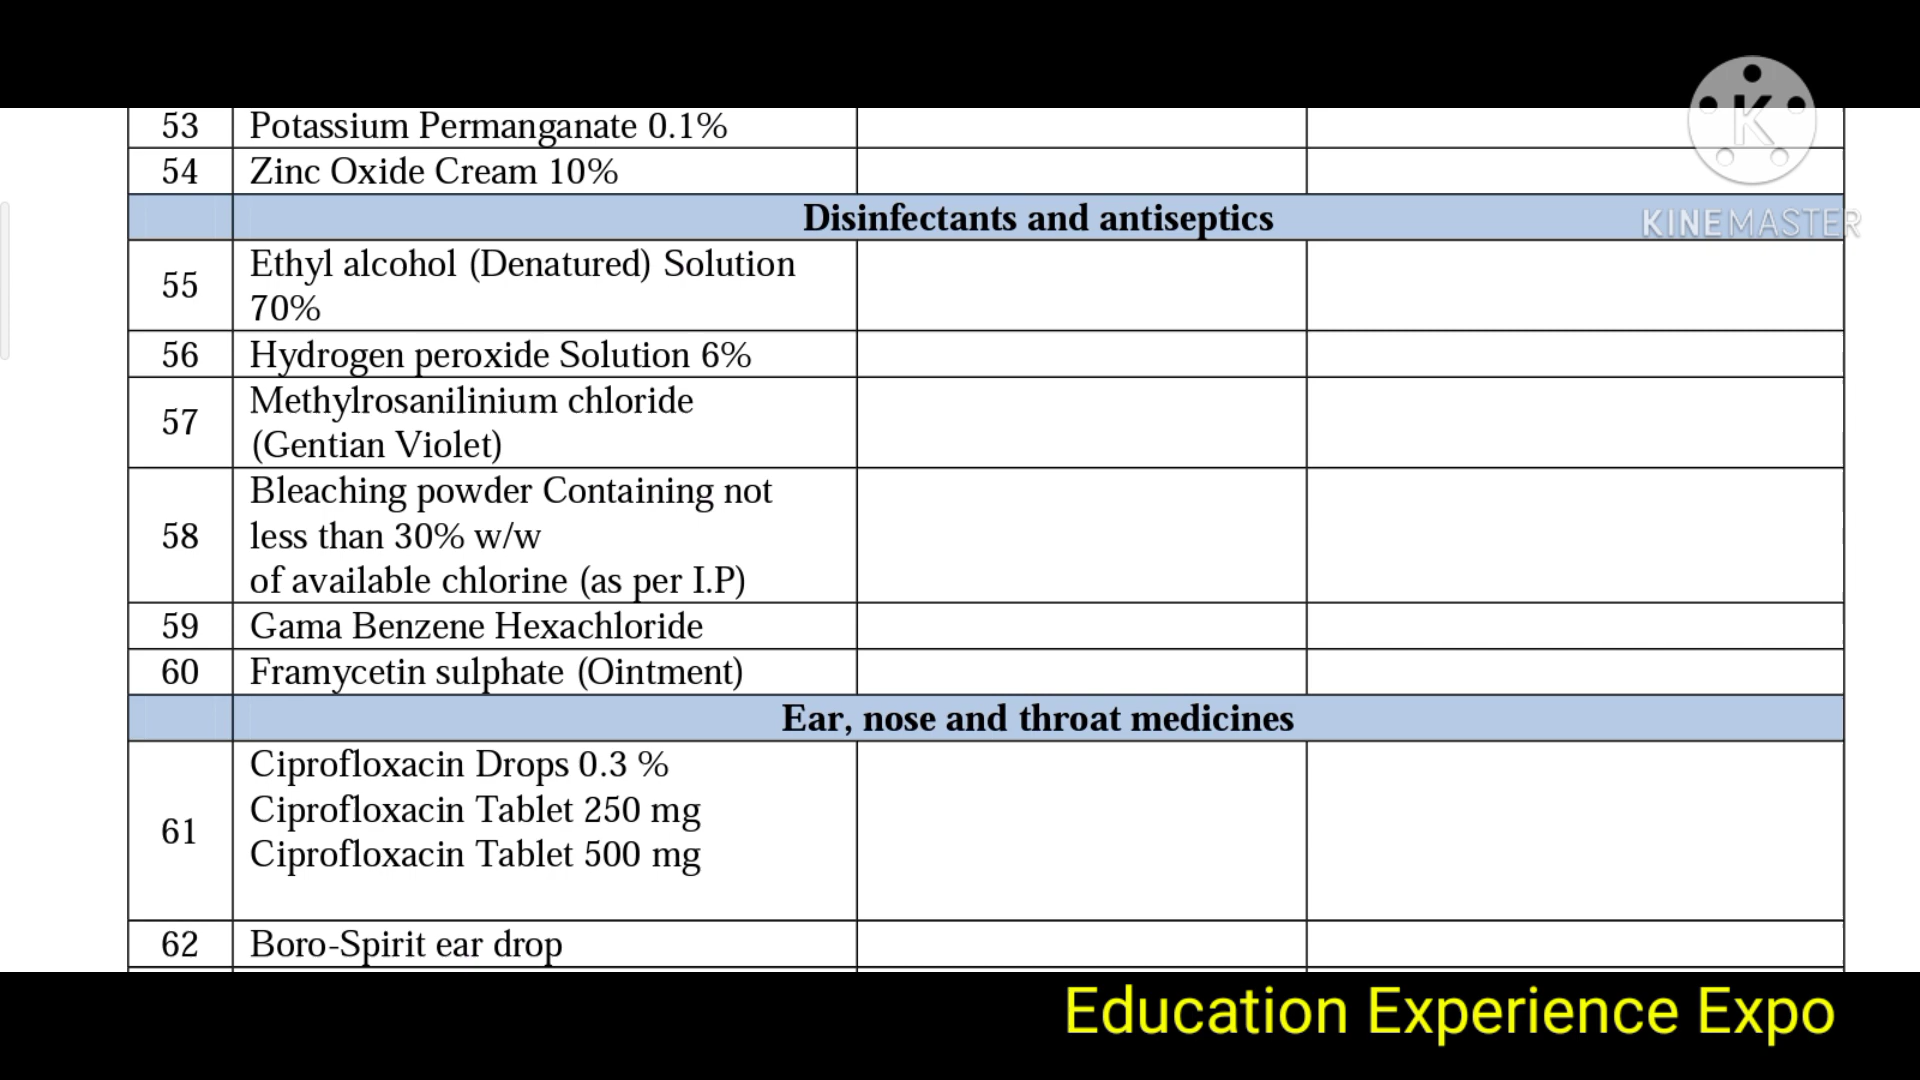 53 Potassium Permanganate 0.1%
54 Zinc Oxide Cream 10%
KINEMASTER
Disinfectants and antiseptics
55 Ethyl alcohol (Denatured) Solution
70%
56 Hydrogen peroxide Solution 6%
57 Methylrosanilinium chloride
(Gentian Violet)
58 Bleaching powder Containing not
less than 30% w/w
of available chlorine (as per I.P)
59 Gama Benzene Hexachloride
60 Framycetin sulphate (Ointment)
Ear, nose and throat medicines
61 Ciprofloxacin Drops 0.3 %
Ciprofloxacin Tablet 250 mg
Ciprofloxacin Tablet 500 mg
62 Boro-Spirit ear drop
Education Experience Expo